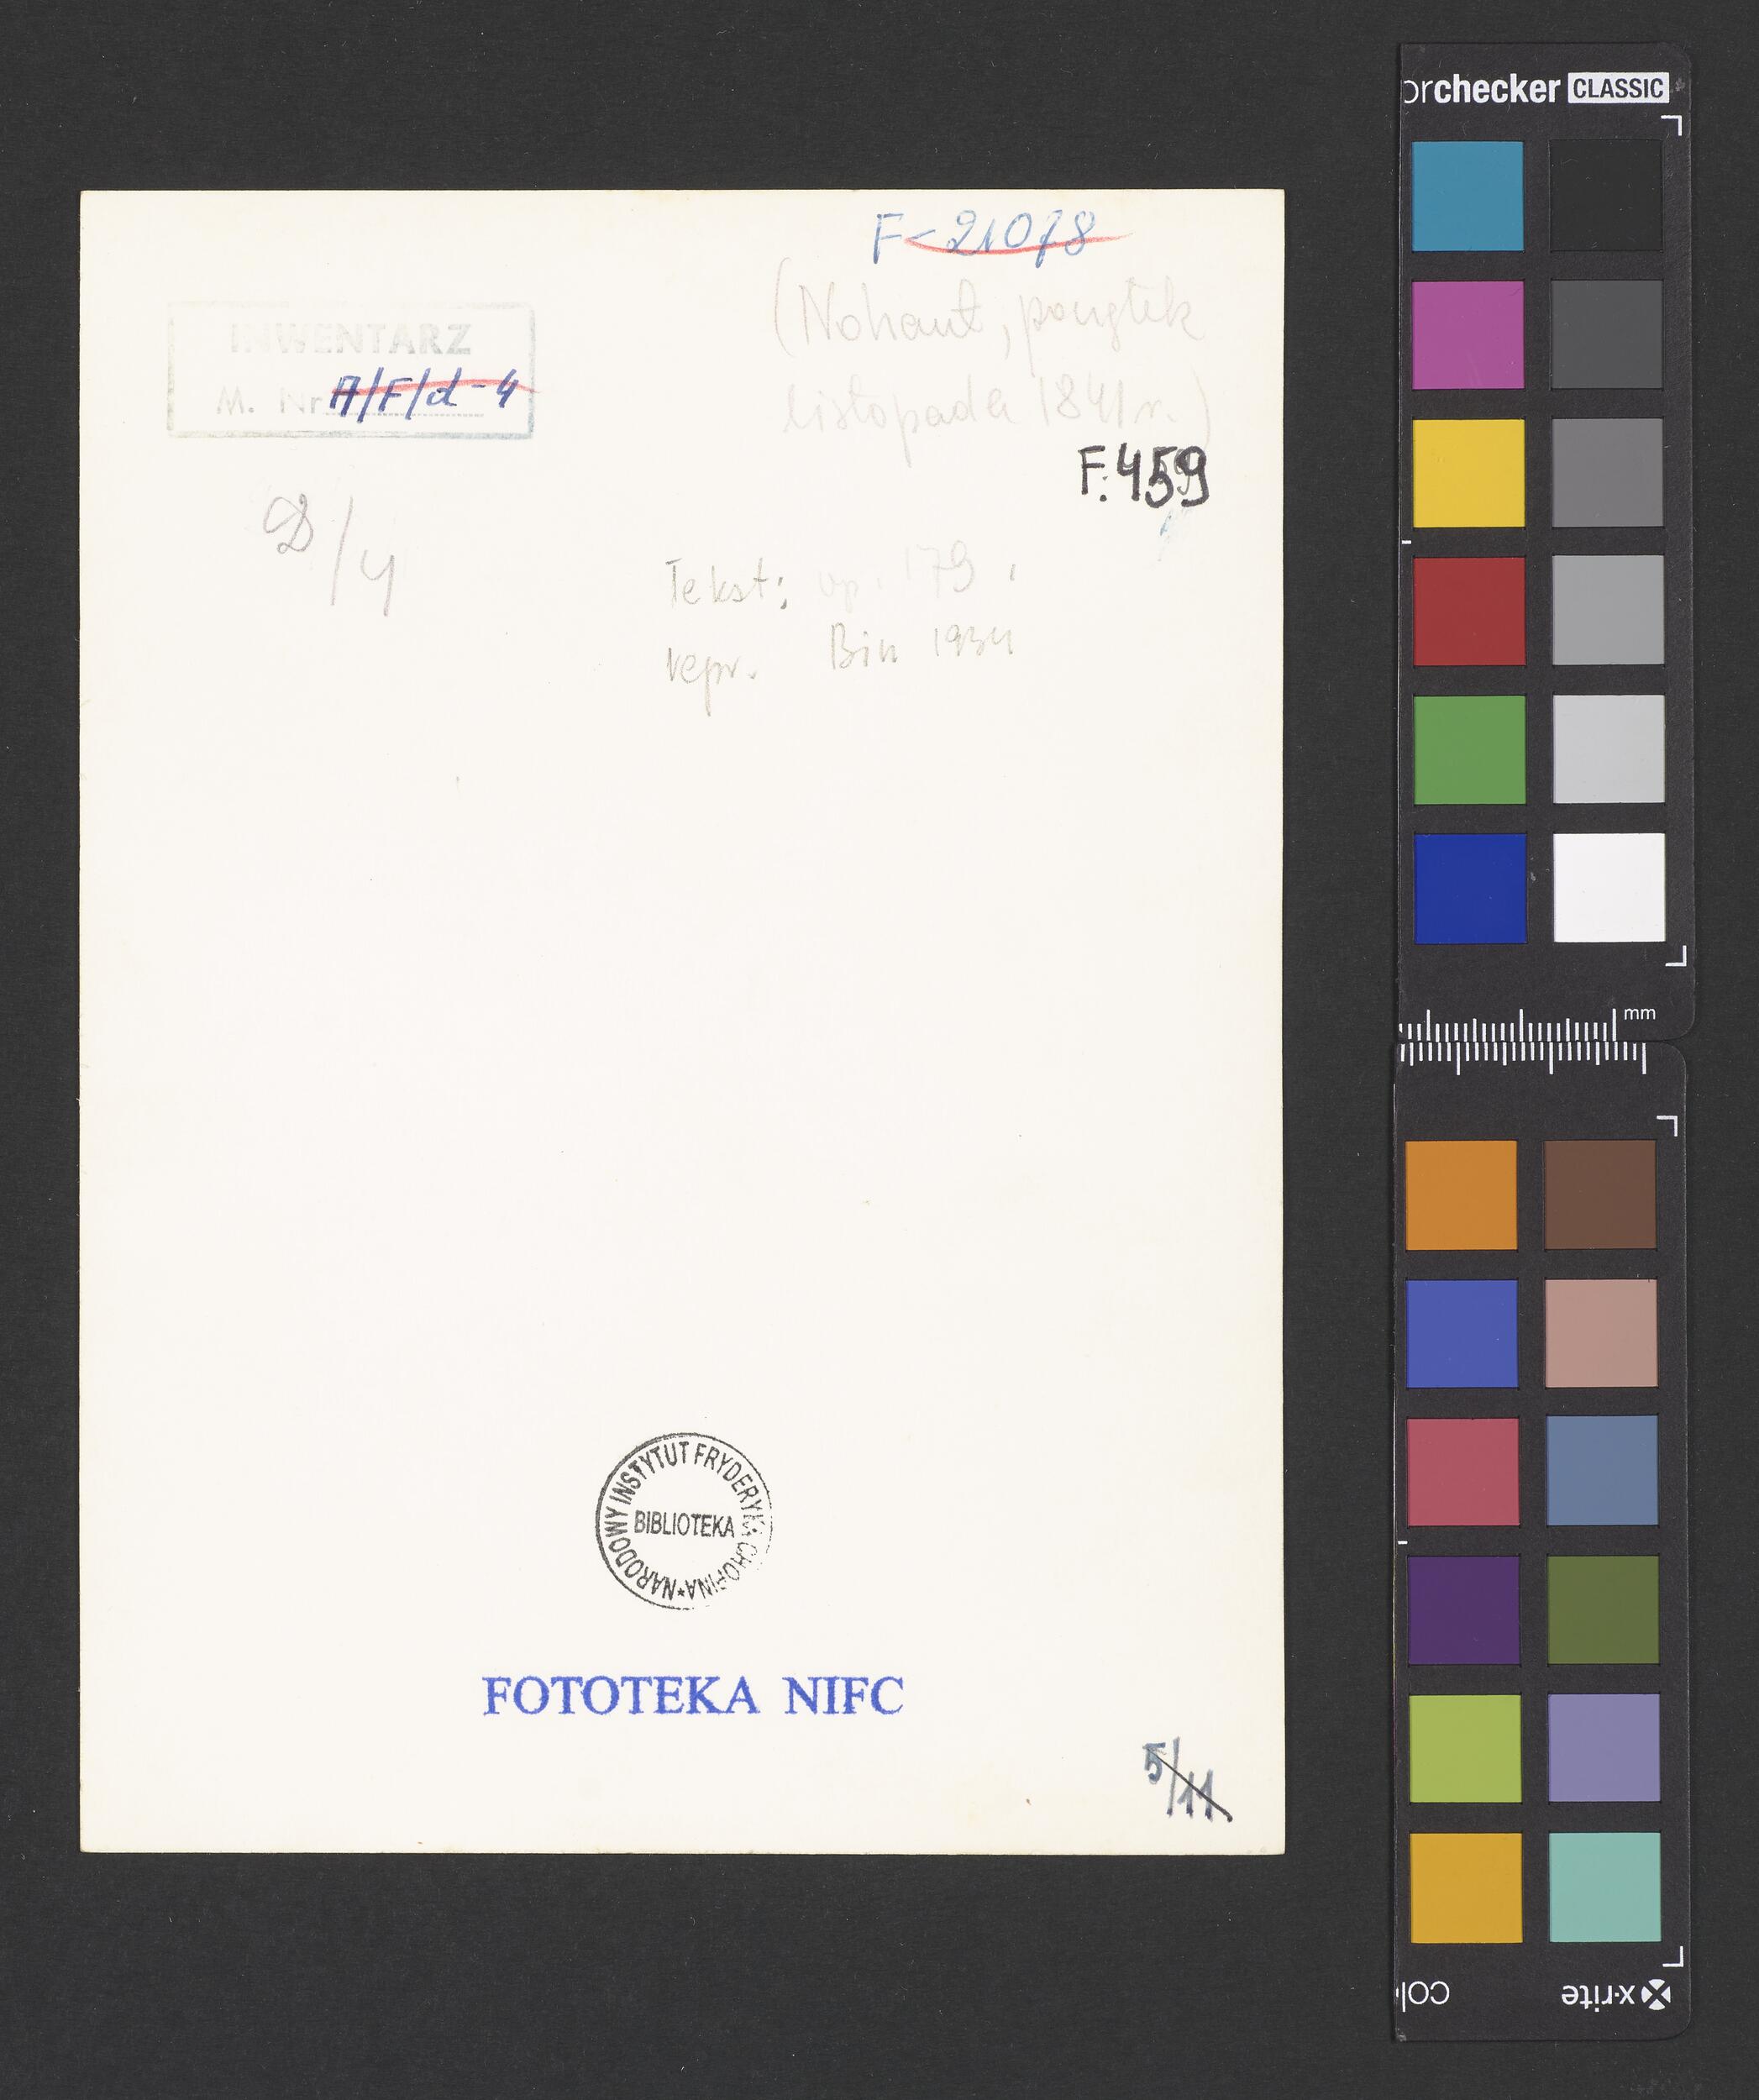 F-21078
INWENTARZ
M. Nr A/F/d-4
(Nohant, początek
listopada 1841 r.)
F. 459
D/4
Tekst: op. 179.
repr. Bin 1934
NARODOWY INSTYTUT FRYDERYKA CHOPINA
BIBLIOTEKA
FOTOTEKA NIFC
5/11
orchecker CLASSIC
mm
x·rite
col